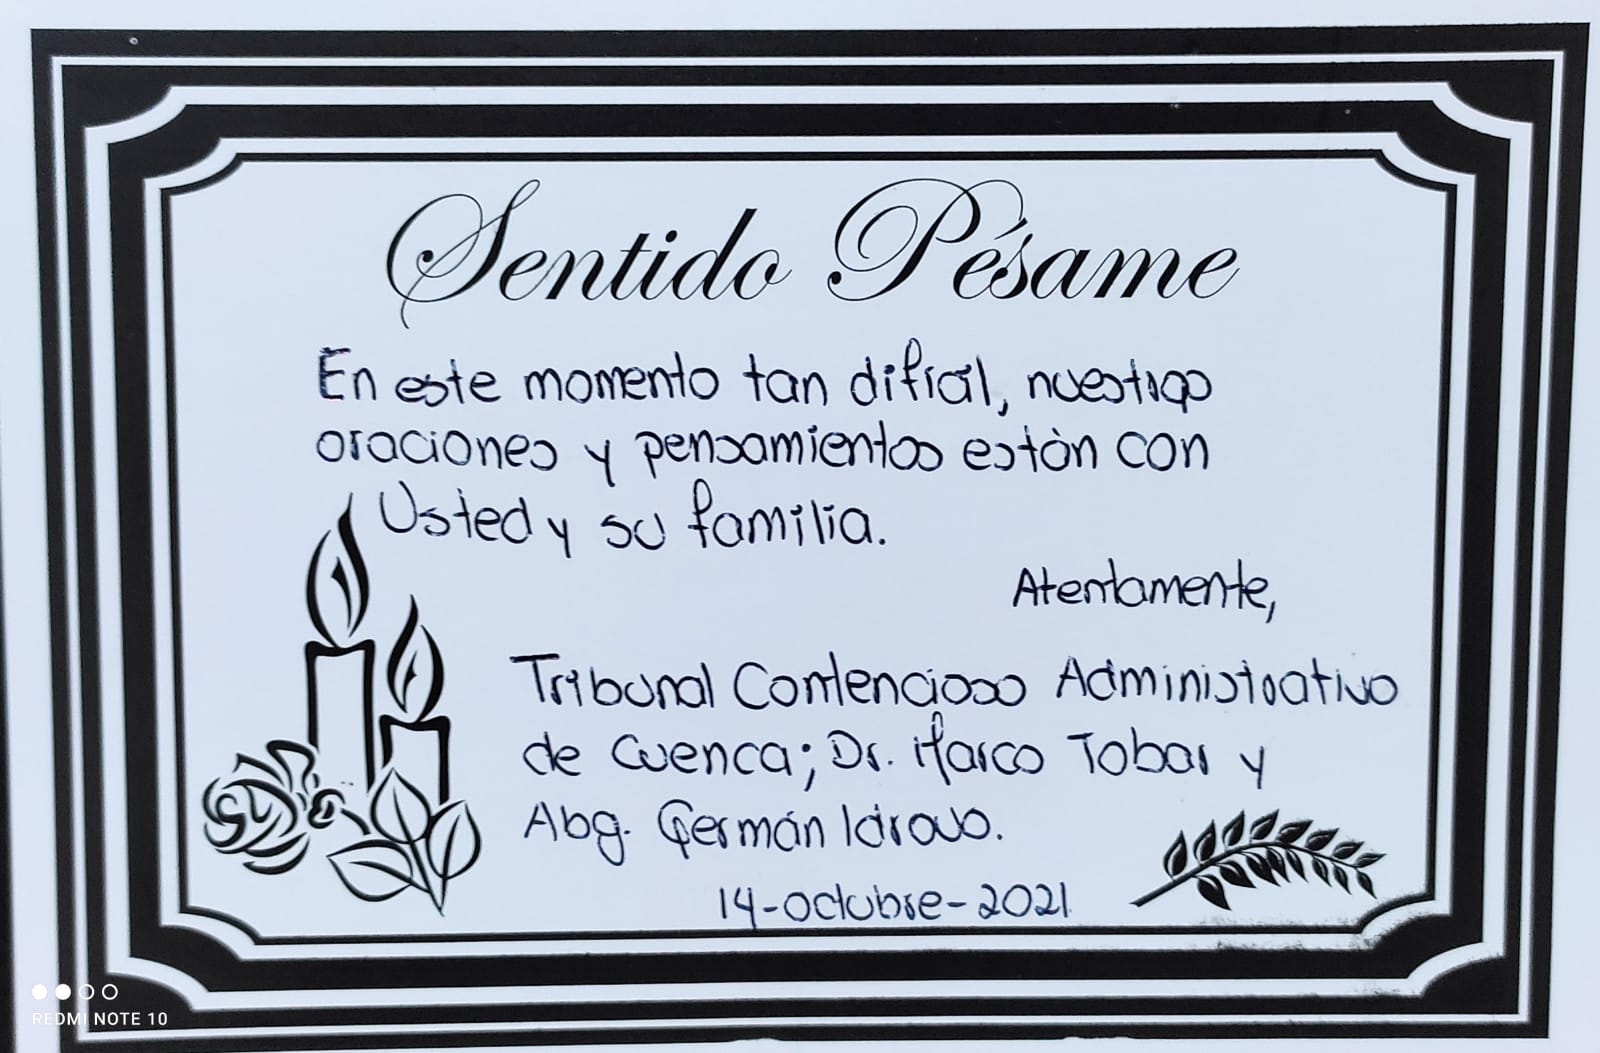 Sentido Pésame
En este momento tan difícil, nuestras
oraciones y pensamientos están con
Usted y su familia.
Atentamente,
Tribunal Contencioso Administrativo
de Cuenca; Dr. Marco Tobar y
Abg. Germán Idrovo.
14-octubre-2021
REDMI NOTE 10